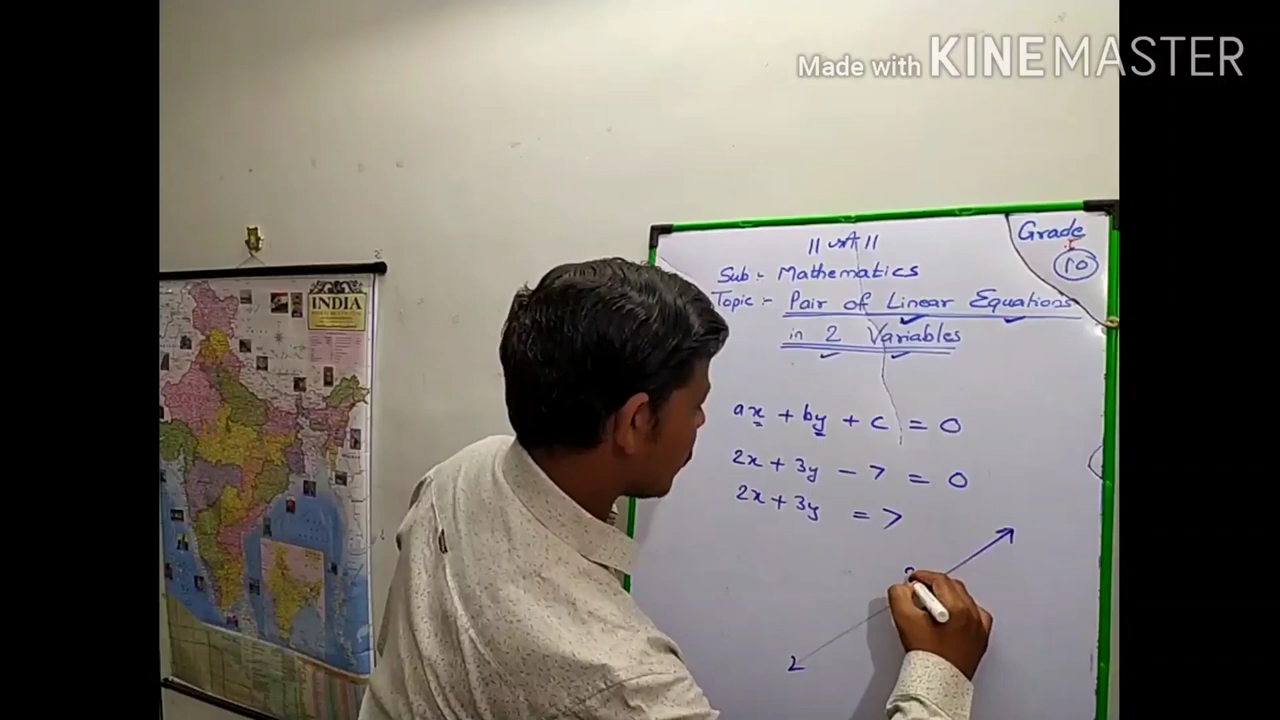 Made with KINEMASTER
INDIA
Grade
10
Sub:- Mathematics
Topic:- Pair of Linear Equations
in 2 Variables
ax + by + c = 0
2x + 3y - 7 = 0
2x + 3y = 7